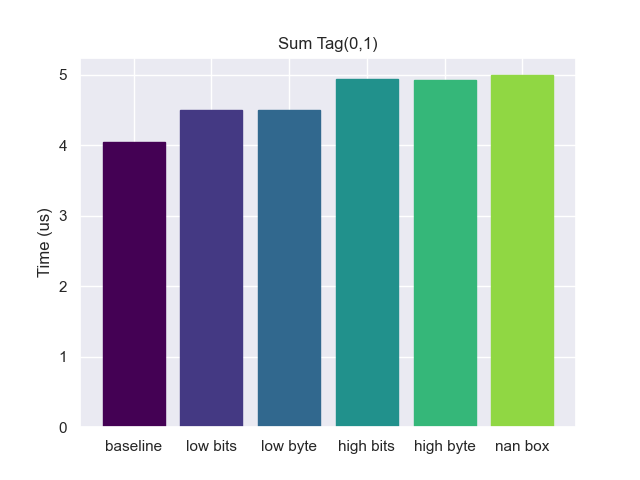 Sum Tag(0,1)
5
4
3
2
1
0
Time (us)
baseline low bits low byte high bits high byte nan box